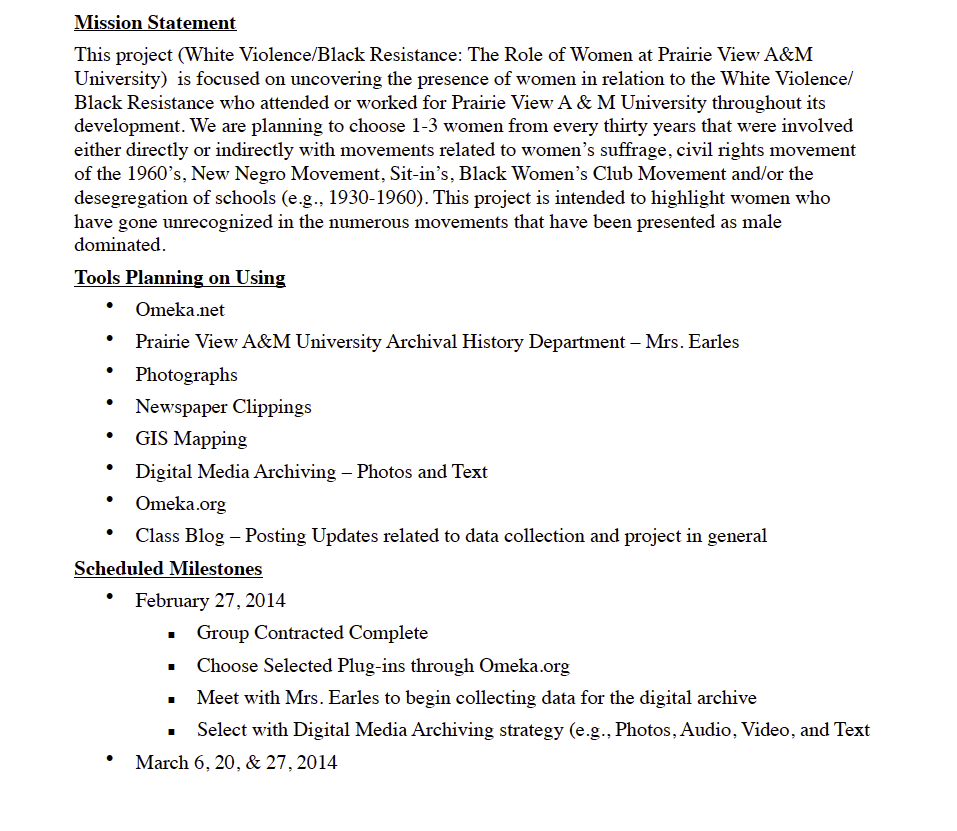 Mission Statement
This project (White Violence/Black Resistance: The Role of Women at Prairie View A&M
University)  is focused on uncovering the presence of women in relation to the White Violence/
Black Resistance who attended or worked for Prairie View A & M University throughout its
development. We are planning to choose 1-3 women from every thirty years that were involved
either directly or indirectly with movements related to women’s suffrage, civil rights movement
of the 1960’s, New Negro Movement, Sit-in’s, Black Women’s Club Movement and/or the
desegregation of schools (e.g., 1930-1960). This project is intended to highlight women who
have gone unrecognized in the numerous movements that have been presented as male
dominated.
Tools Planning on Using
• Omeka.net
• Prairie View A&M University Archival History Department – Mrs. Earles
• Photographs
• Newspaper Clippings
• GIS Mapping
• Digital Media Archiving – Photos and Text
• Omeka.org
• Class Blog – Posting Updates related to data collection and project in general
Scheduled Milestones
• February 27, 2014
▪ Group Contracted Complete
▪ Choose Selected Plug-ins through Omeka.org
▪ Meet with Mrs. Earles to begin collecting data for the digital archive
▪ Select with Digital Media Archiving strategy (e.g., Photos, Audio, Video, and Text
• March 6, 20, & 27, 2014